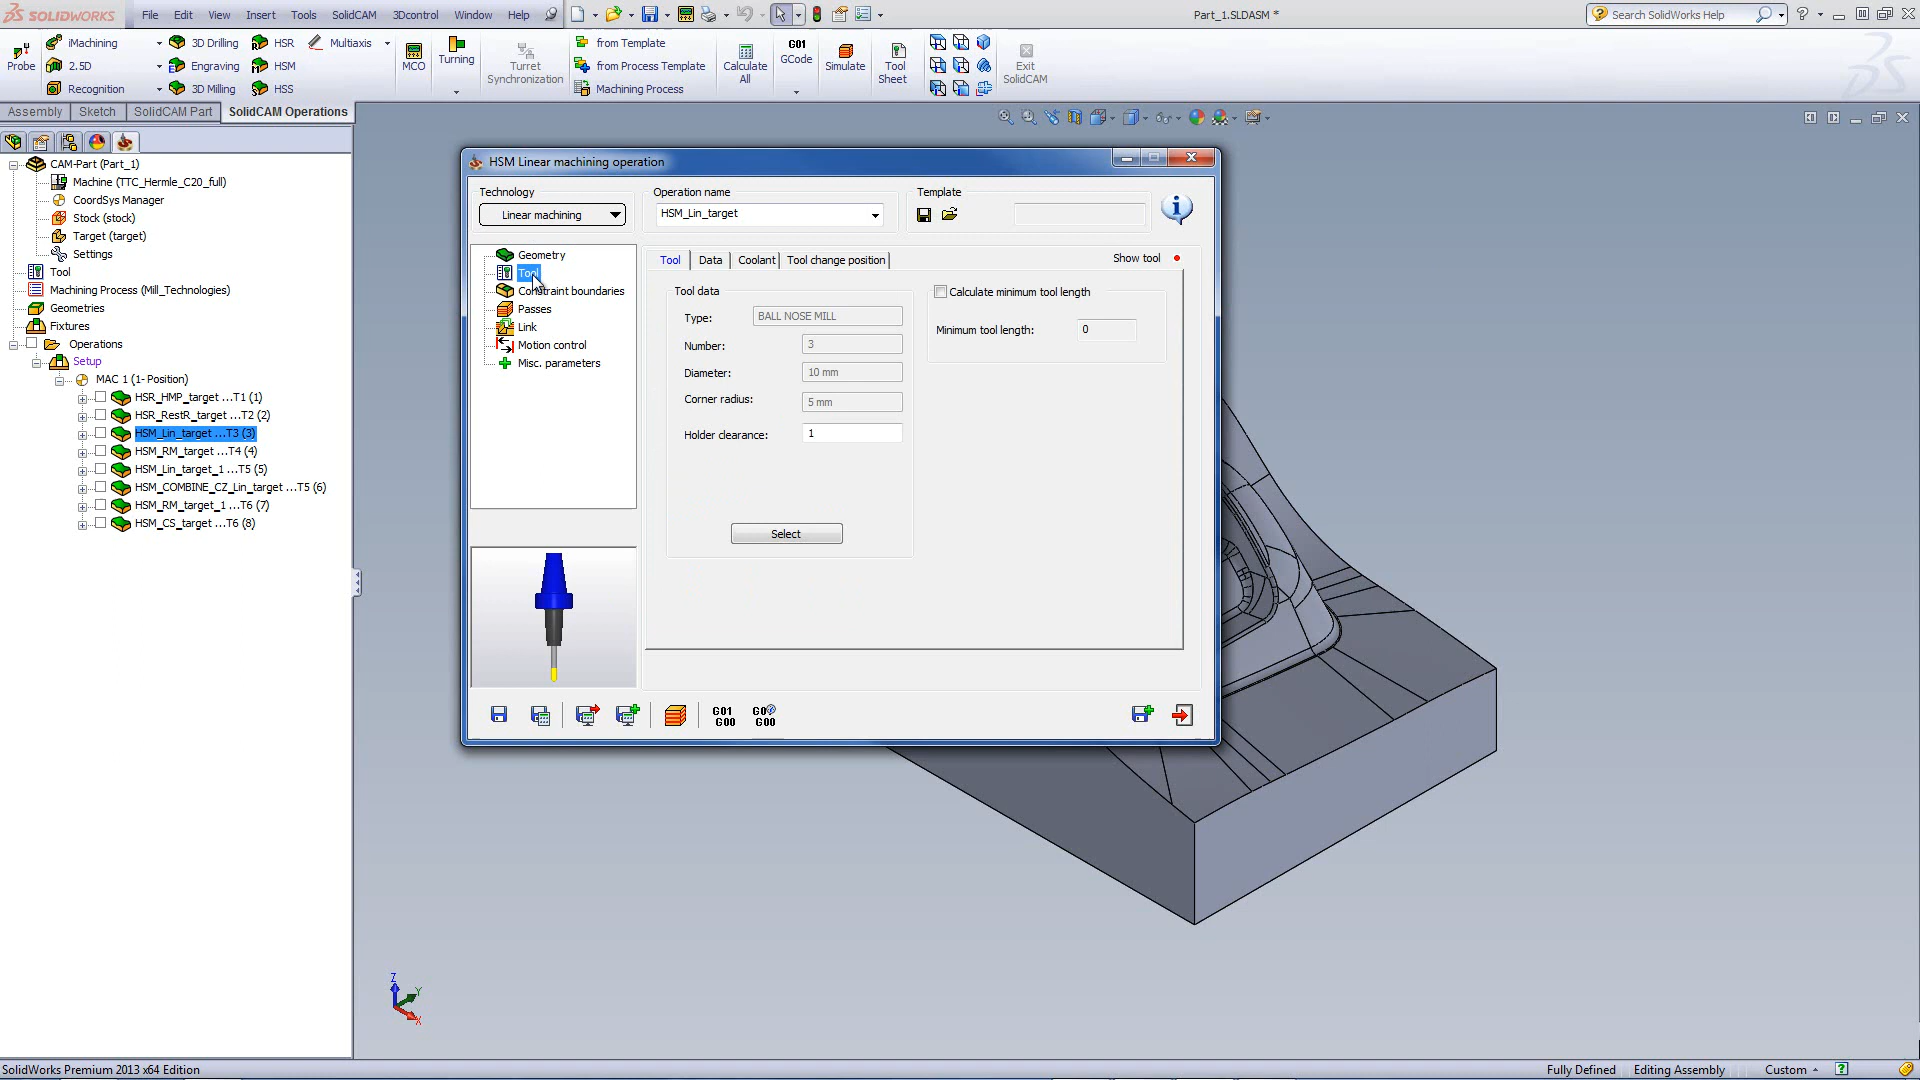 SOLIDWORKS File Edit View Insert Tools SolidCAM 3Dcontrol Window Help Part_1.SLDASM * Search SolidWorks Help
Probe
iMachining
2.5D
Recognition
3D Drilling
Engraving
3D Milling
HSR
HSM
HSS
Multiaxis
MCO
Turning
Turret
Synchronization
from Template
from Process Template
Machining Process
Calculate
All
G01
GCode
Simulate
Tool
Sheet
Exit
SolidCAM
Assembly Sketch SolidCAM Part SolidCAM Operations
CAM-Part (Part_1)
Machine (TTC_Hermle_C20_full)
CoordSys Manager
Stock (stock)
Target (target)
Settings
Tool
Machining Process (Mill_Technologies)
Geometries
Fixtures
Operations
Setup
MAC 1 (1- Position)
HSR_HMP_target ...T1 (1)
HSR_RestR_target ...T2 (2)
HSM_Lin_target ...T3 (3)
HSM_RM_target ...T4 (4)
HSM_Lin_target_1 ...T5 (5)
HSM_COMBINE_CZ_Lin_target ...T5 (6)
HSM_RM_target_1 ...T6 (7)
HSM_CS_target ...T6 (8)
HSM Linear machining operation
Technology
Linear machining
Operation name
HSM_Lin_target
Template
Geometry
Tool
Constraint boundaries
Passes
Link
Motion control
Misc. parameters
Tool Data Coolant Tool change position
Show tool
Tool data
Type: BALL NOSE MILL
Number: 3
Diameter: 10 mm
Corner radius: 5 mm
Holder clearance: 1
Select
Calculate minimum tool length
Minimum tool length: 0
G01
G00
G00
G00
Z
Y
X
SolidWorks Premium 2013 x64 Edition
Fully Defined Editing Assembly Custom